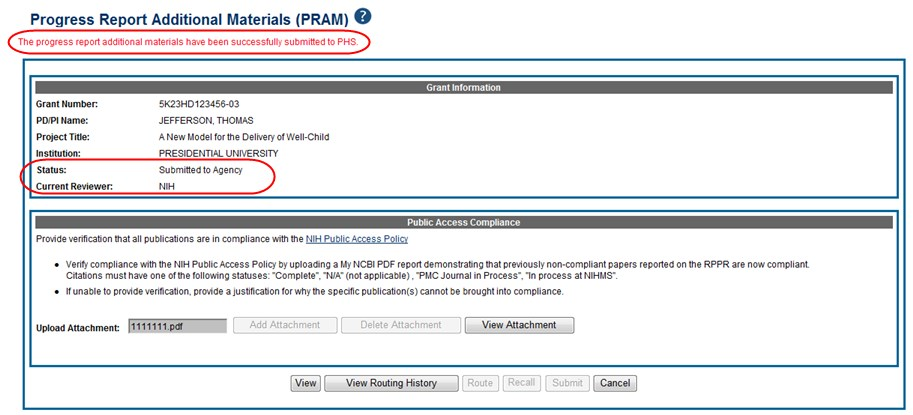 Progress Report Additional Materials (PRAM) ?
The progress report additional materials have been successfully submitted to PHS.
Grant Information
Grant Number: 5K23HD123456-03
PD/PI Name: JEFFERSON, THOMAS
Project Title: A New Model for the Delivery of Well-Child
Institution: PRESIDENTIAL UNIVERSITY
Status: Submitted to Agency
Current Reviewer: NIH
Public Access Compliance
Provide verification that all publications are in compliance with the NIH Public Access Policy
• Verify compliance with the NIH Public Access Policy by uploading a My NCBI PDF report demonstrating that previously non-compliant papers reported on the RPPR are now compliant.
Citations must have one of the following statuses: "Complete", "N/A" (not applicable) , "PMC Journal in Process", "In process at NIHMS".
• If unable to provide verification, provide a justification for why the specific publication(s) cannot be brought into compliance.
Upload Attachment: 1111111.pdf Add Attachment Delete Attachment View Attachment
View View Routing History Route Recall Submit Cancel